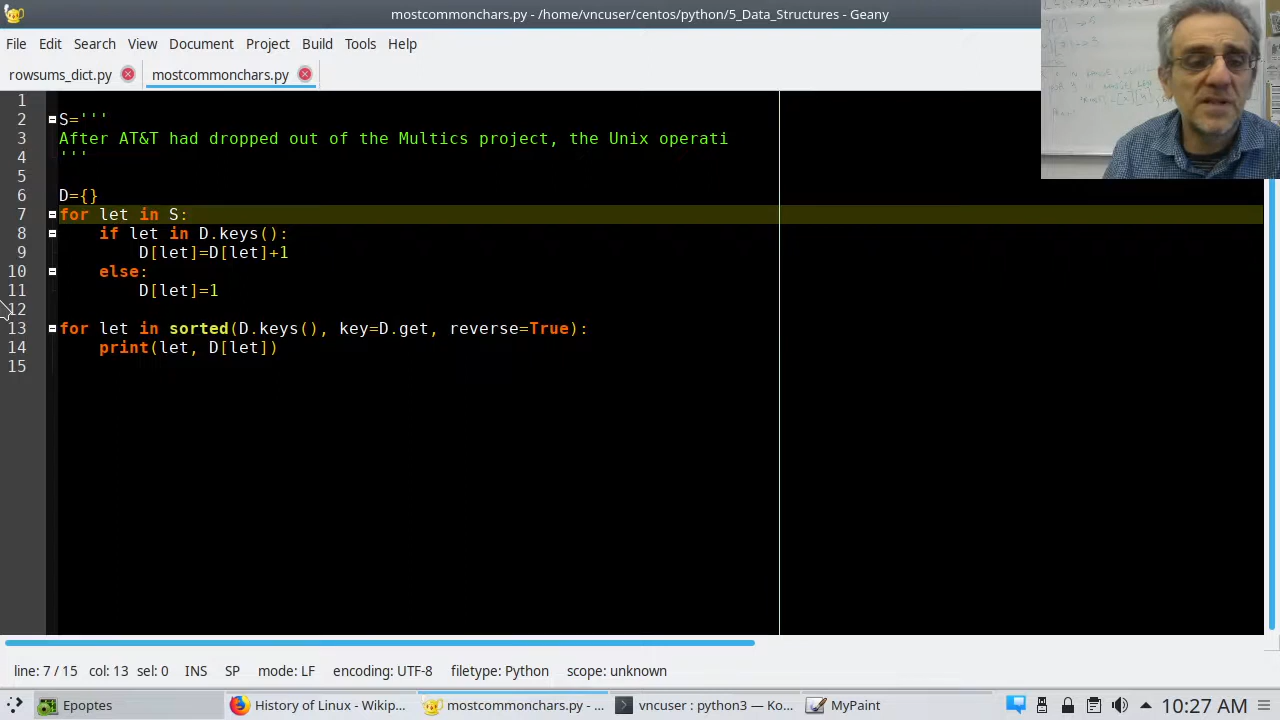 mostcommonchars.py - /home/vncuser/centos/python/5_Data_Structures - Geany
File Edit Search View Document Project Build Tools Help
rowsums_dict.py mostcommonchars.py
1
2 S='''
3 After AT&T had dropped out of the Multics project, the Unix operati
4 '''
5
6 D={}
7 for let in S:
8 if let in D.keys():
9 D[let]=D[let]+1
10 else:
11 D[let]=1
12
13 for let in sorted(D.keys(), key=D.get, reverse=True):
14 print(let, D[let])
15
line: 7 / 15 col: 13 sel: 0 INS SP mode: LF encoding: UTF-8 filetype: Python scope: unknown
Epoptes History of Linux - Wikip... mostcommonchars.py - ... vncuser : python3 — Ko... MyPaint 10:27 AM